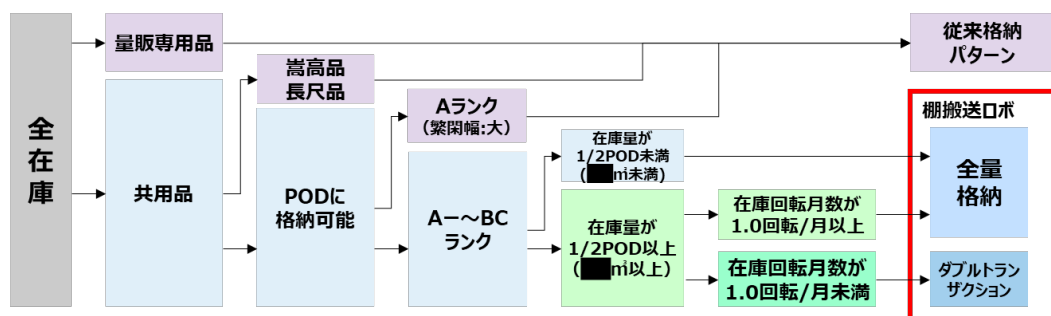 全
在
庫
量販専用品
共用品
嵩高品
長尺品
PODに
格納可能
Aランク
（繁閑幅:大）
A－～BC
ランク
在庫量が
1/2POD未満
(㎥未満)
在庫量が
1/2POD以上
(㎥以上)
在庫回転月数が
1.0回転/月以上
在庫回転月数が
1.0回転/月未満
従来格納
パターン
棚搬送ロボ
全量
格納
ダブルトラン
ザクション